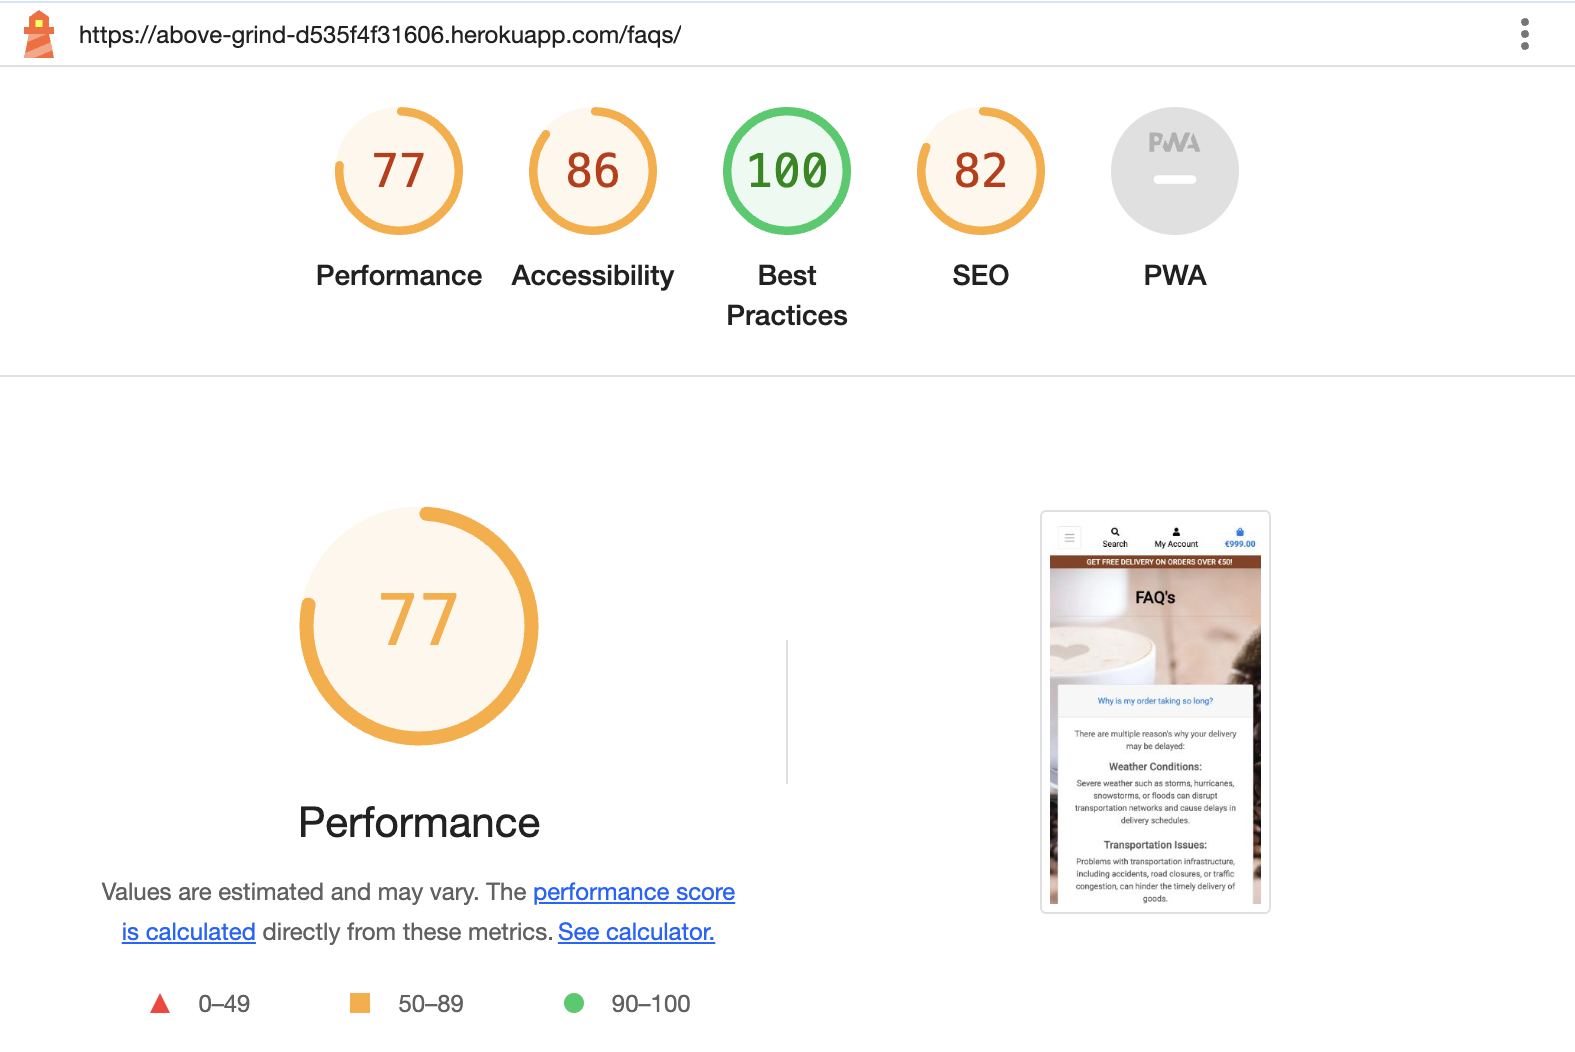 https://above-grind-d535f4f31606.herokuapp.com/faqs/
77
86
100
82
PWA
Performance
Accessibility
Best
Practices
SEO
PWA
77
Performance
Values are estimated and may vary. The performance score
is calculated directly from these metrics. See calculator.
0–49
50–89
90–100
Search
My Account
€999.00
GET FREE DELIVERY ON ORDERS OVER €50!
FAQ's
Why is my order taking so long?
There are multiple reason's why your delivery
may be delayed:
Weather Conditions:
Severe weather such as storms, hurricanes,
snowstorms, or floods can disrupt
transportation networks and cause delays in
delivery schedules.
Transportation Issues:
Problems with transportation infrastructure,
including accidents, road closures, or traffic
congestion, can hinder the timely delivery of
goods.